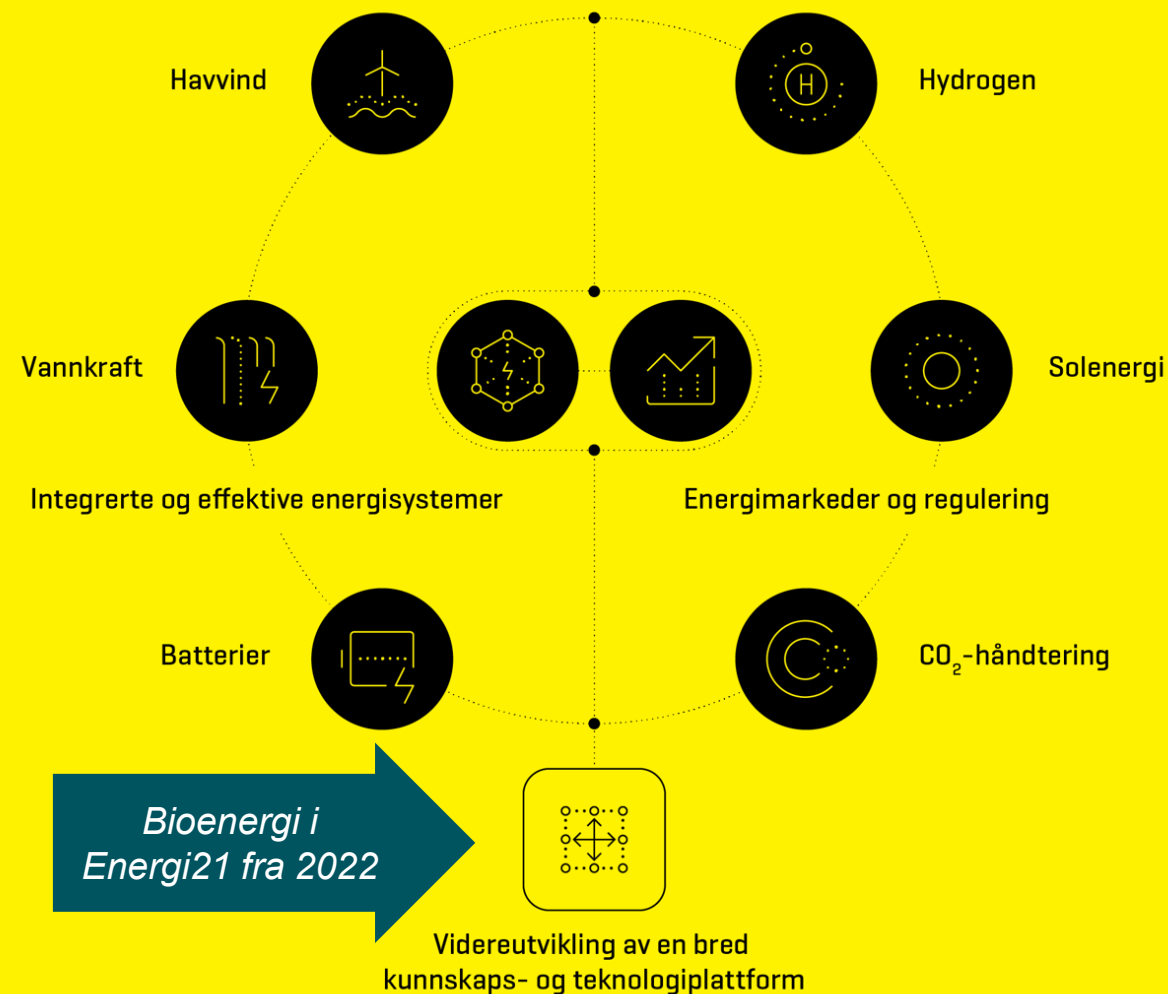 Havvind
Hydrogen
H
Vannkraft
Solenergi
Integrerte og effektive energisystemer
Energimarkeder og regulering
Batterier
CO₂-håndtering
Bioenergi i
Energi21 fra 2022
Videreutvikling av en bred
kunnskaps- og teknologiplattform